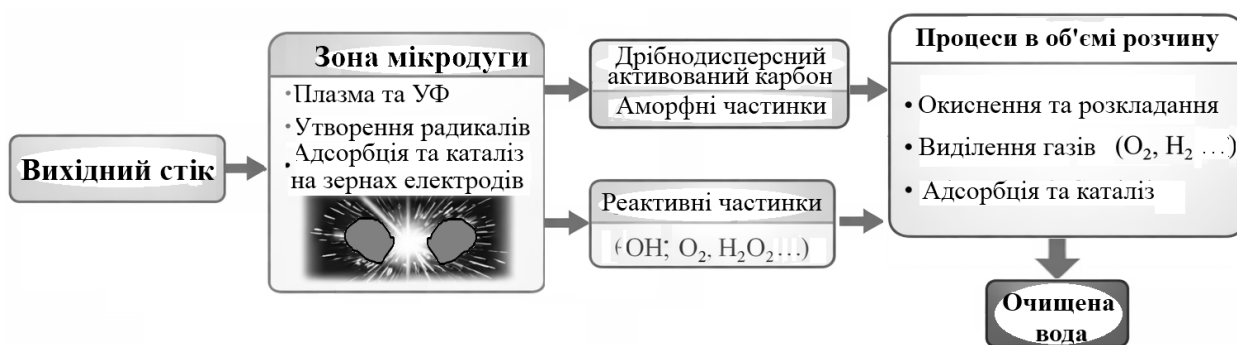 Вихідний стік
Зона мікродуги
•Плазма та УФ
•Утворення радикалів
•Адсорбція та каталіз
на зернах електродів
Дрібнодисперсний
активований карбон
Аморфні частинки
Реактивні частинки
(•OH; O₂, H₂O₂…)
Процеси в об'ємі розчину
• Окиснення та розкладання
• Виділення газів (O₂, H₂ …)
• Адсорбція та каталіз
Очищена
вода